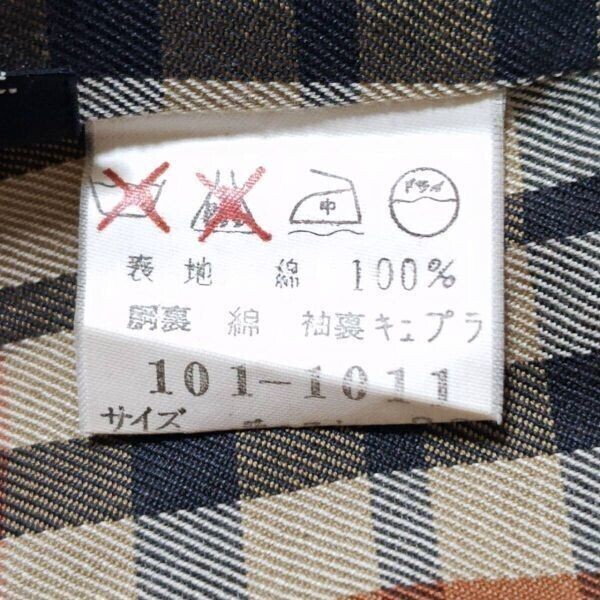 中 ドライ
表地 綿 100%
胴裏 綿 袖裏キュプラ
101-1011
サイズ